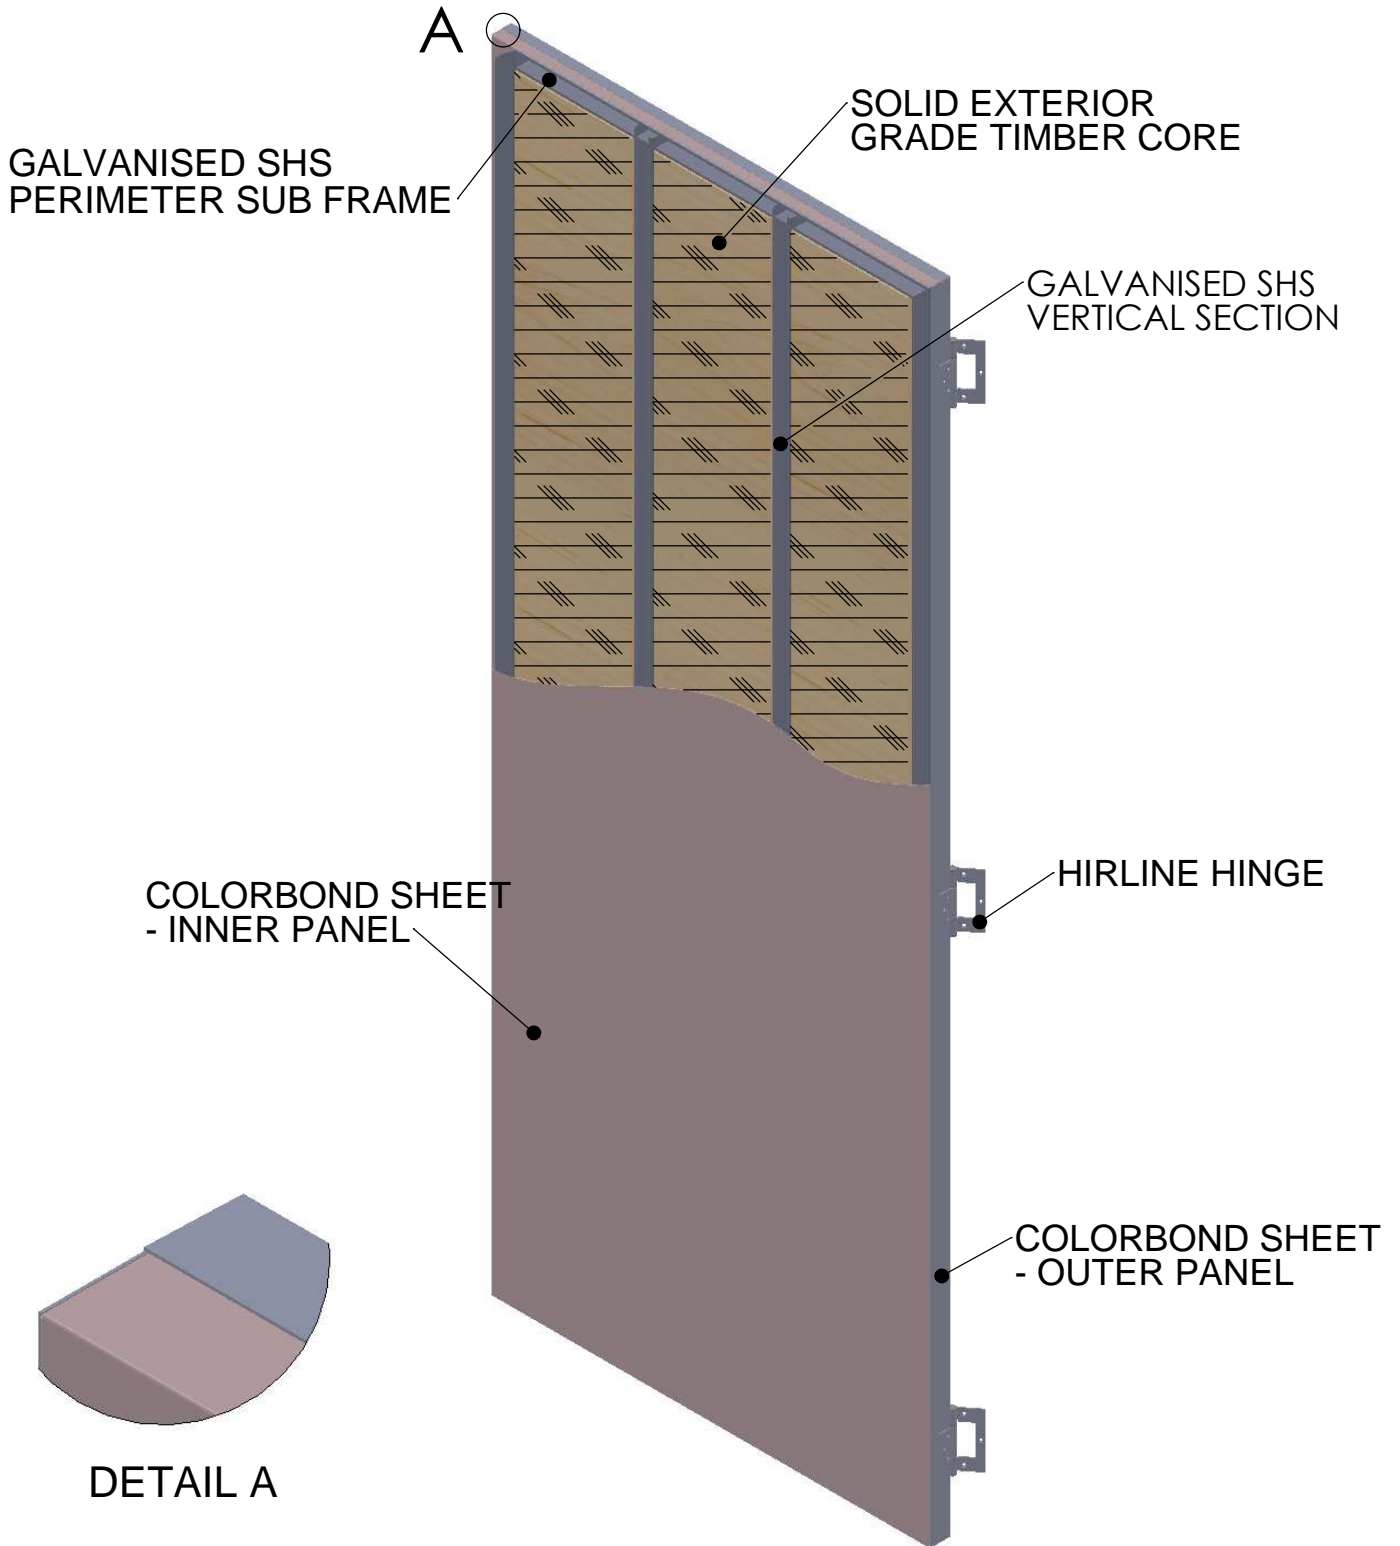 A
SOLID EXTERIOR
GRADE TIMBER CORE
GALVANISED SHS
PERIMETER SUB FRAME
GALVANISED SHS
VERTICAL SECTION
HIRLINE HINGE
COLORBOND SHEET
- INNER PANEL
COLORBOND SHEET
- OUTER PANEL
DETAIL A